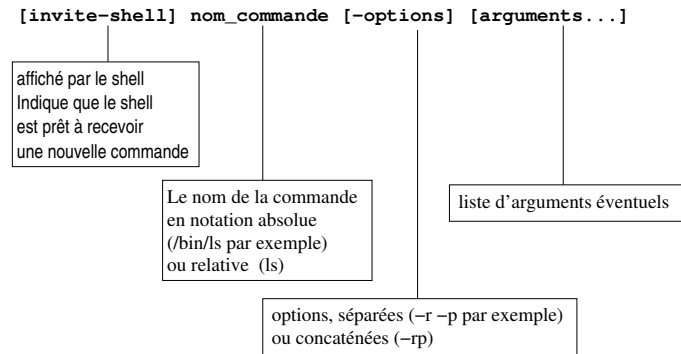 [invite-shell] nom_commande [-options] [arguments...]
affiché par le shell
Indique que le shell
est prêt à recevoir
une nouvelle commande
Le nom de la commande
en notation absolue
(/bin/ls par exemple)
ou relative (ls)
liste d'arguments éventuels
options, séparées (−r −p par exemple)
ou concaténées (−rp)